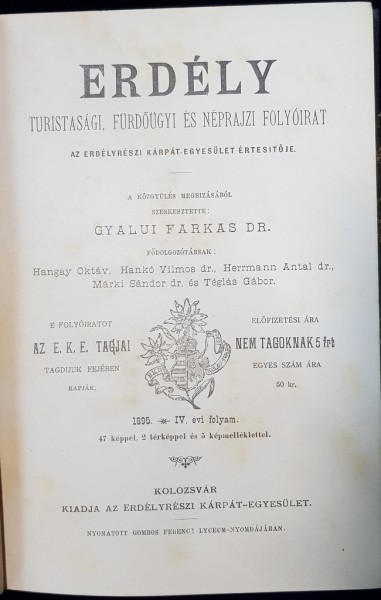 ERDÉLY
TURISTASÁGI, FÜRDŐÜGYI ÉS NÉPRAJZI FOLYÓIRAT
AZ ERDÉLYRÉSZI KÁRPÁT-EGYESÜLET ÉRTESITŐJE.
A KÖZGYÜLÉS MEGBIZÁSÁBÓL
SZERKESZTETTE:
GYALUI FARKAS DR.
FŐDOLGOZÓTÁRSAK:
Hangay Oktáv, Hankó Vilmos dr., Herrmann Antal dr.,
Márki Sándor dr. és Téglás Gábor.
E FOLYÓIRATOT
AZ E. K. E. TAGJAI
TAGDIJUK FEJÉBEN
KAPJÁK.
ELŐFIZETÉSI ÁRA
NEM TAGOKNAK 5 frt
EGYES SZÁM ÁRA
50 kr.
1895. IV. évi folyam.
47 képpel, 2 térképpel és 5 képmelléklettel.
KOLOZSVÁR
KIADJA AZ ERDÉLYRÉSZI KÁRPÁT-EGYESÜLET.
NYOMATOTT GOMBOS FERENCZ LYCEUM-NYOMDÁJÁBAN.